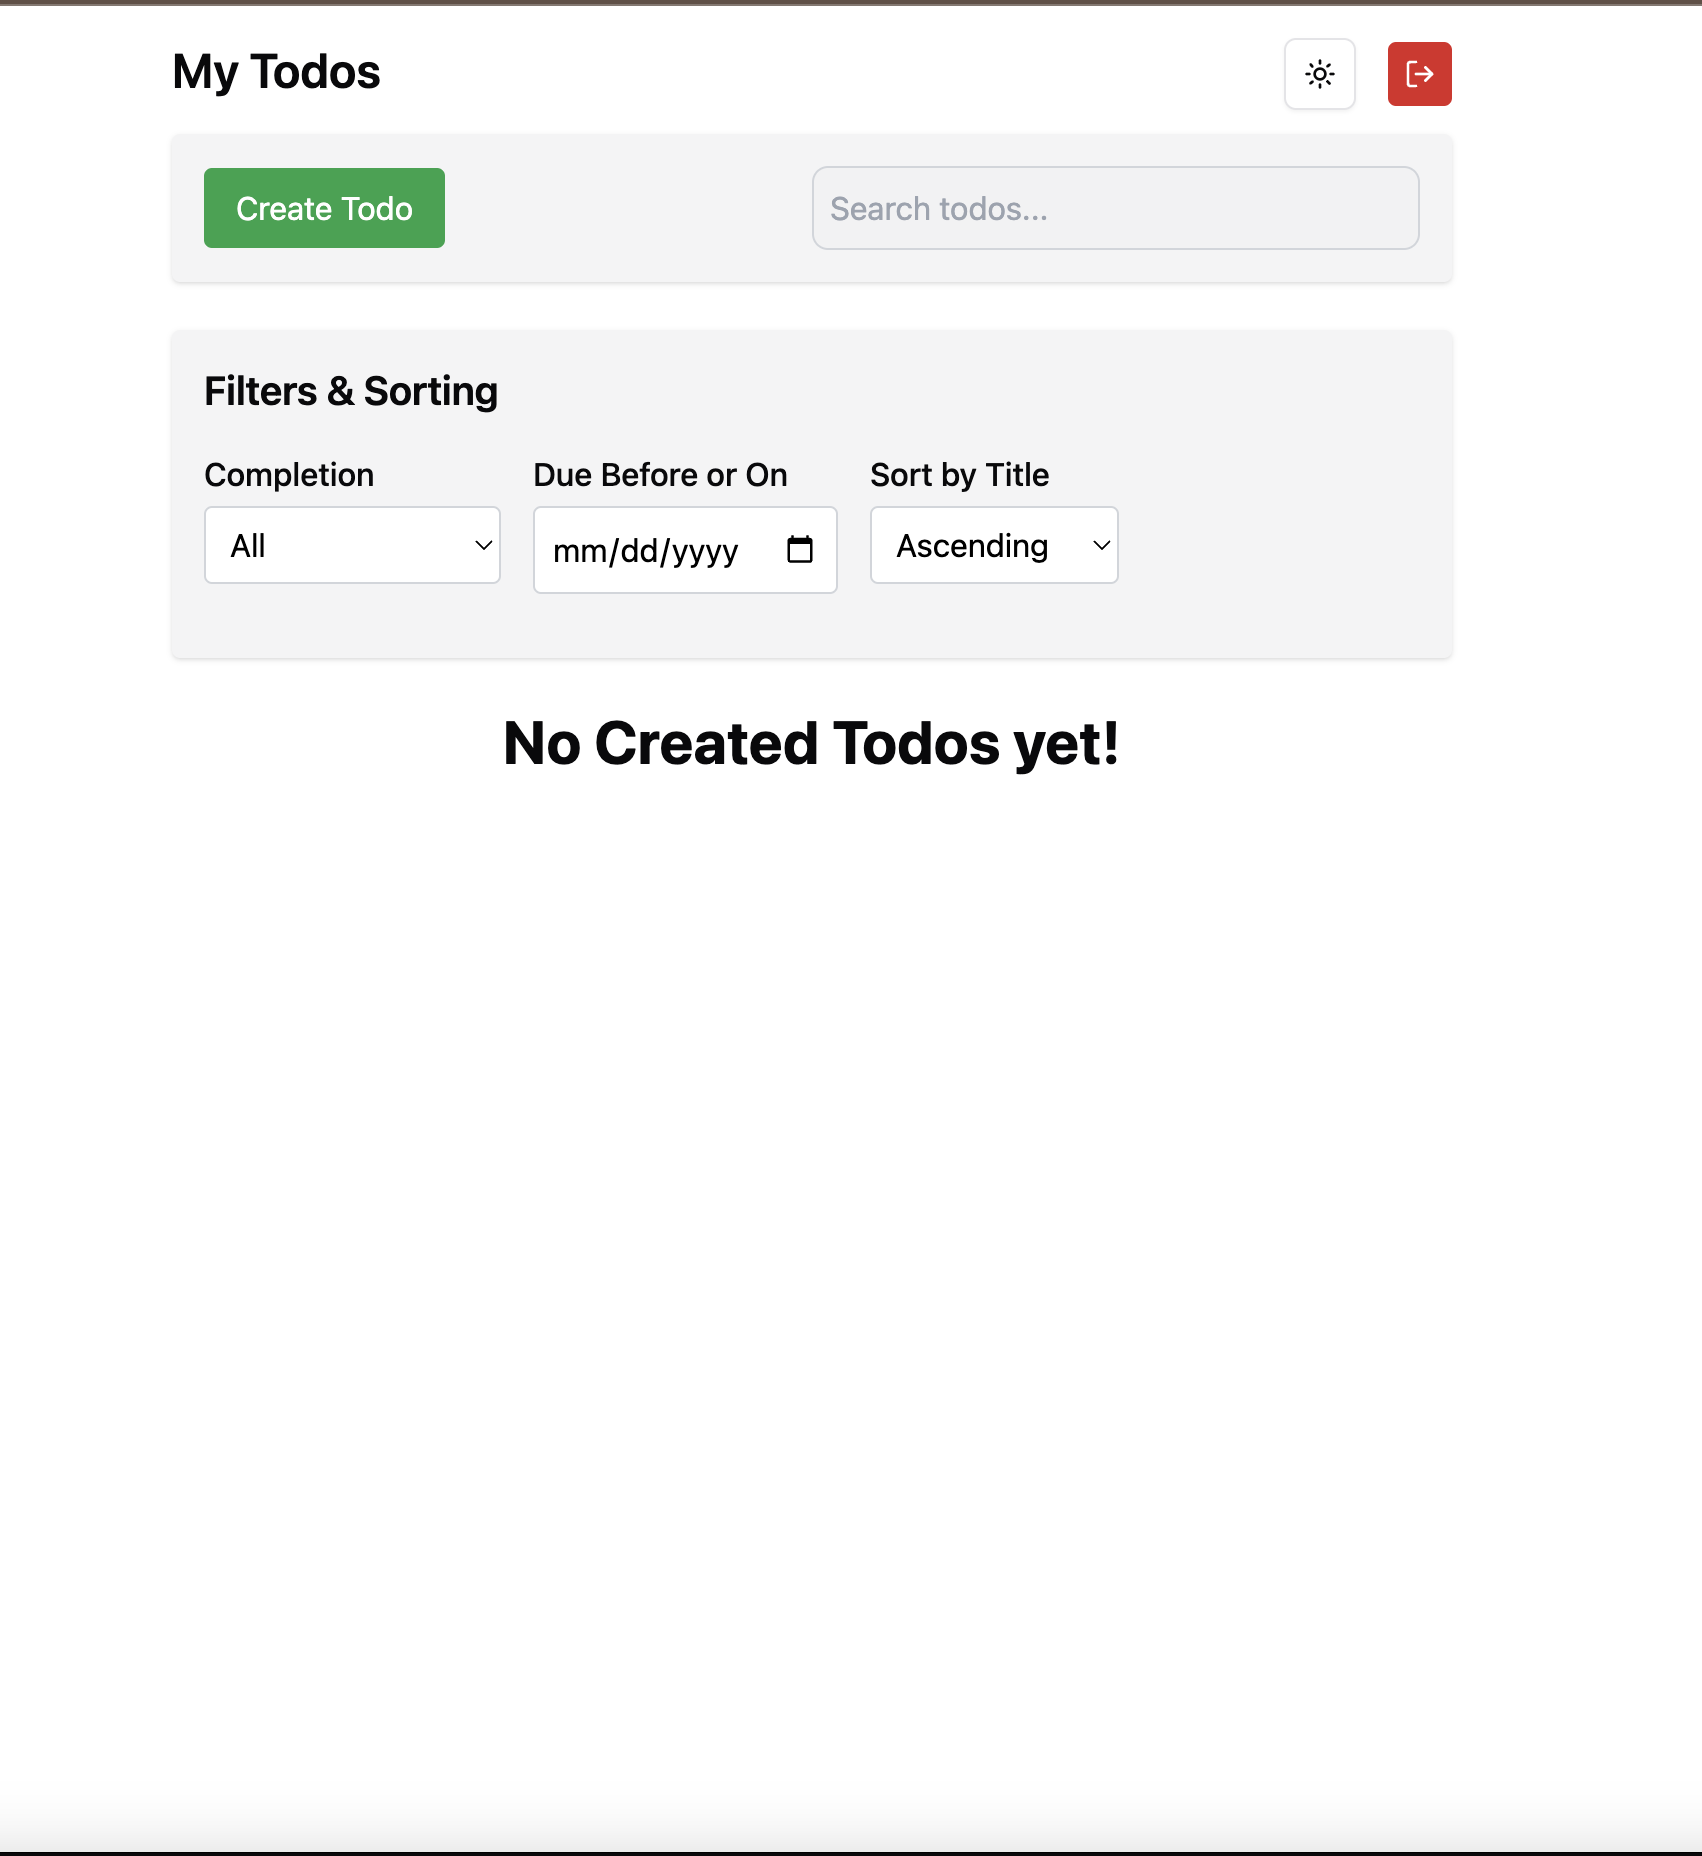 My Todos
Create Todo
Search todos...
Filters & Sorting
Completion
Due Before or On
Sort by Title
All
mm/dd/yyyy
Ascending
No Created Todos yet!